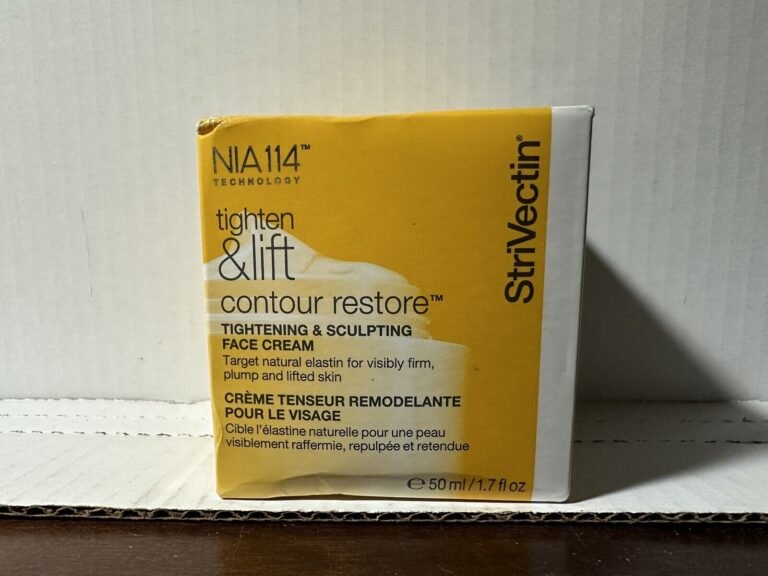 NIA114™
TECHNOLOGY
tighten
&lift
contour restore™
TIGHTENING & SCULPTING
FACE CREAM
Target natural elastin for visibly firm,
plump and lifted skin
CRÈME TENSEUR REMODELANTE
POUR LE VISAGE
Cible l'élastine naturelle pour une peau
visiblement raffermie, repulpée et retendue
℮ 50 ml / 1.7 fl oz
StriVectin®